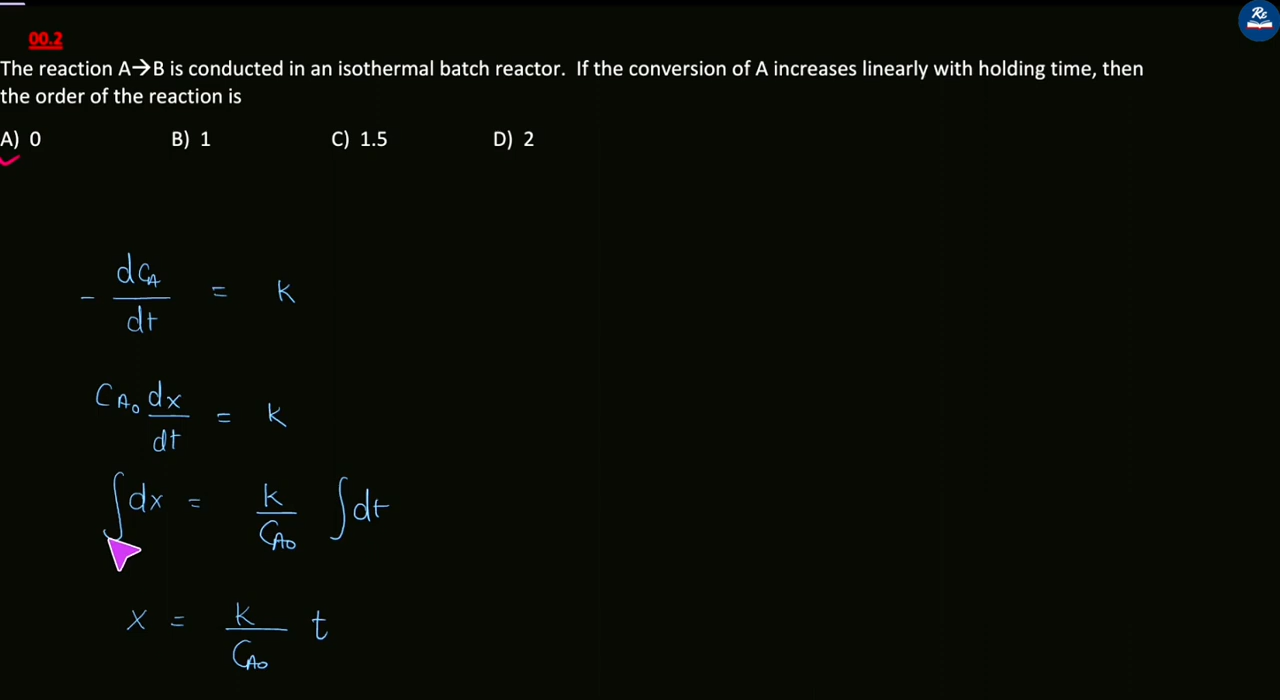 Re
00.2
The reaction A→B is conducted in an isothermal batch reactor. If the conversion of A increases linearly with holding time, then
the order of the reaction is
A) 0 B) 1 C) 1.5 D) 2
- dCA/dt = k
CA0 dx/dt = k
∫dx = k/CA0 ∫dt
x = k/CA0 t